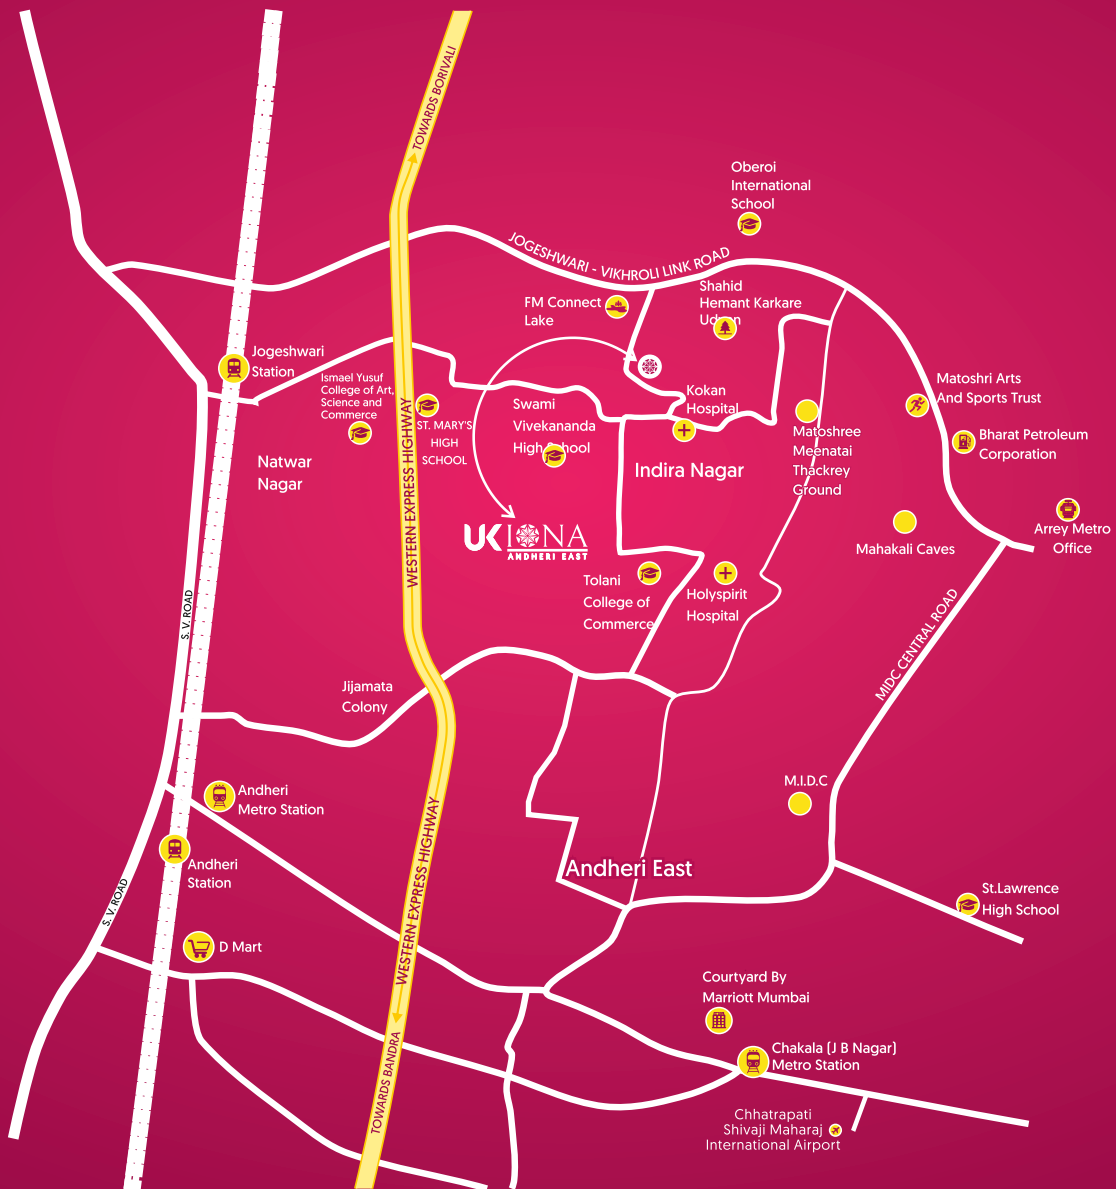 TOWARDS BORIVALI
Oberoi
International
School
JOGESHWARI - VIKHROLI LINK ROAD
Shahid
Hemant Karkare
Udyan
FM Connect
Lake
Jogeshwari
Station
Ismael Yusuf
College of Art,
Science and
Commerce
ST. MARY'S
HIGH
SCHOOL
Swami
Vivekananda
High School
Kokan
Hospital
Matoshri Arts
And Sports Trust
Bharat Petroleum
Corporation
Matoshree
Meenatai
Thackrey
Ground
Natwar
Nagar
Indira Nagar
WESTERN EXPRESS HIGHWAY
UK IONA
ANDHERI EAST
Mahakali Caves
Arrey Metro
Office
Tolani
College of
Commerce
Holyspirit
Hospital
S. V. ROAD
MIDC CENTRAL ROAD
Jijamata
Colony
M.I.D.C
Andheri
Metro Station
Andheri
Station
WESTERN EXPRESS HIGHWAY
Andheri East
S. V. ROAD
St.Lawrence
High School
D Mart
Courtyard By
Marriott Mumbai
Chakala (J B Nagar)
Metro Station
TOWARDS BANDRA
Chhatrapati
Shivaji Maharaj
International Airport